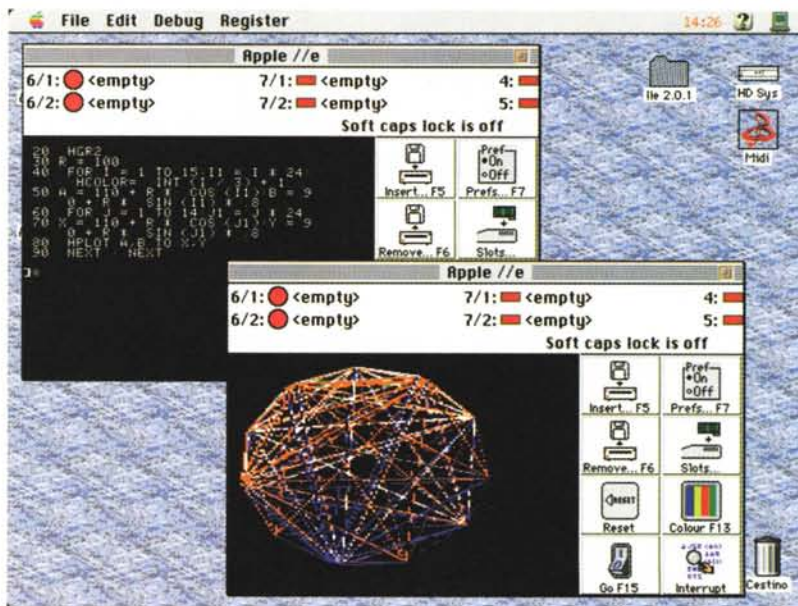 File Edit Debug Register 14:26
Apple //e
6/1: <empty> 7/1: <empty> 4:
6/2: <empty> 7/2: <empty> 5:
Soft caps lock is off
20 HGR2
30 R = 100
40 FOR I = 1 TO 15:I1 = I * 24
HCOLOR= INT (I / 3) + 1
50 A = 110 + R * COS (I1):B = 9
0 + R * SIN (I1) * .8
60 FOR J = 1 TO 14:J1 = J * 24
70 X = 110 + R * COS (J1):Y = 9
0 + R * SIN (J1) * .8
80 HPLOT A,B TO X,Y
90 NEXT : NEXT
Insert... F5
Pref
On
Off
Prefs... F7
Remove... F6
Slots...
IIe 2.0.1
HD Sys
Midi
Apple //e
6/1: <empty> 7/1: <empty> 4:
6/2: <empty> 7/2: <empty> 5:
Soft caps lock is off
Insert... F5
Pref
On
Off
Prefs... F7
Remove... F6
Slots...
RESET
Reset
Colour F13
Go F15
Interrupt
Cestino